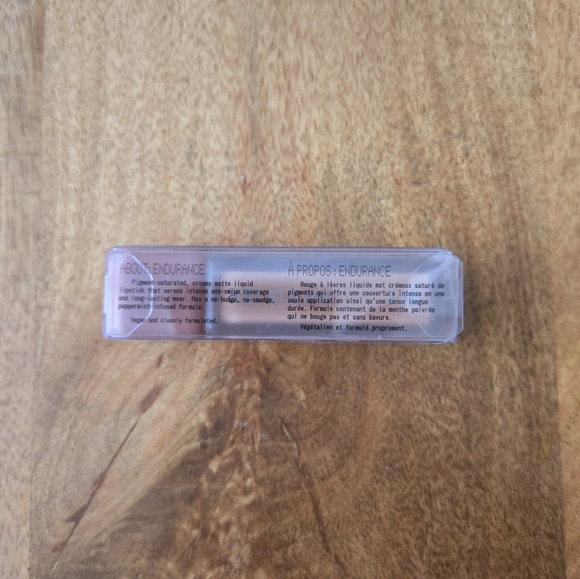 ABOUT: ENDURANCE
Pigment-saturated, creamy matte liquid
lipstick that serves intense one-swipe coverage
and long-lasting wear. Has a no-budge, no-smudge,
peppermint-infused formula.
Vegan and cleanly formulated.
À PROPOS : ENDURANCE
Rouge à lèvres liquide mat crémeux saturé de
pigments qui offre une couverture intense en une
seule application ainsi qu'une tenue longue
durée. Formule contenant de la menthe poivrée
qui ne bouge pas et sans bavure.
Végétalien et formulé proprement.